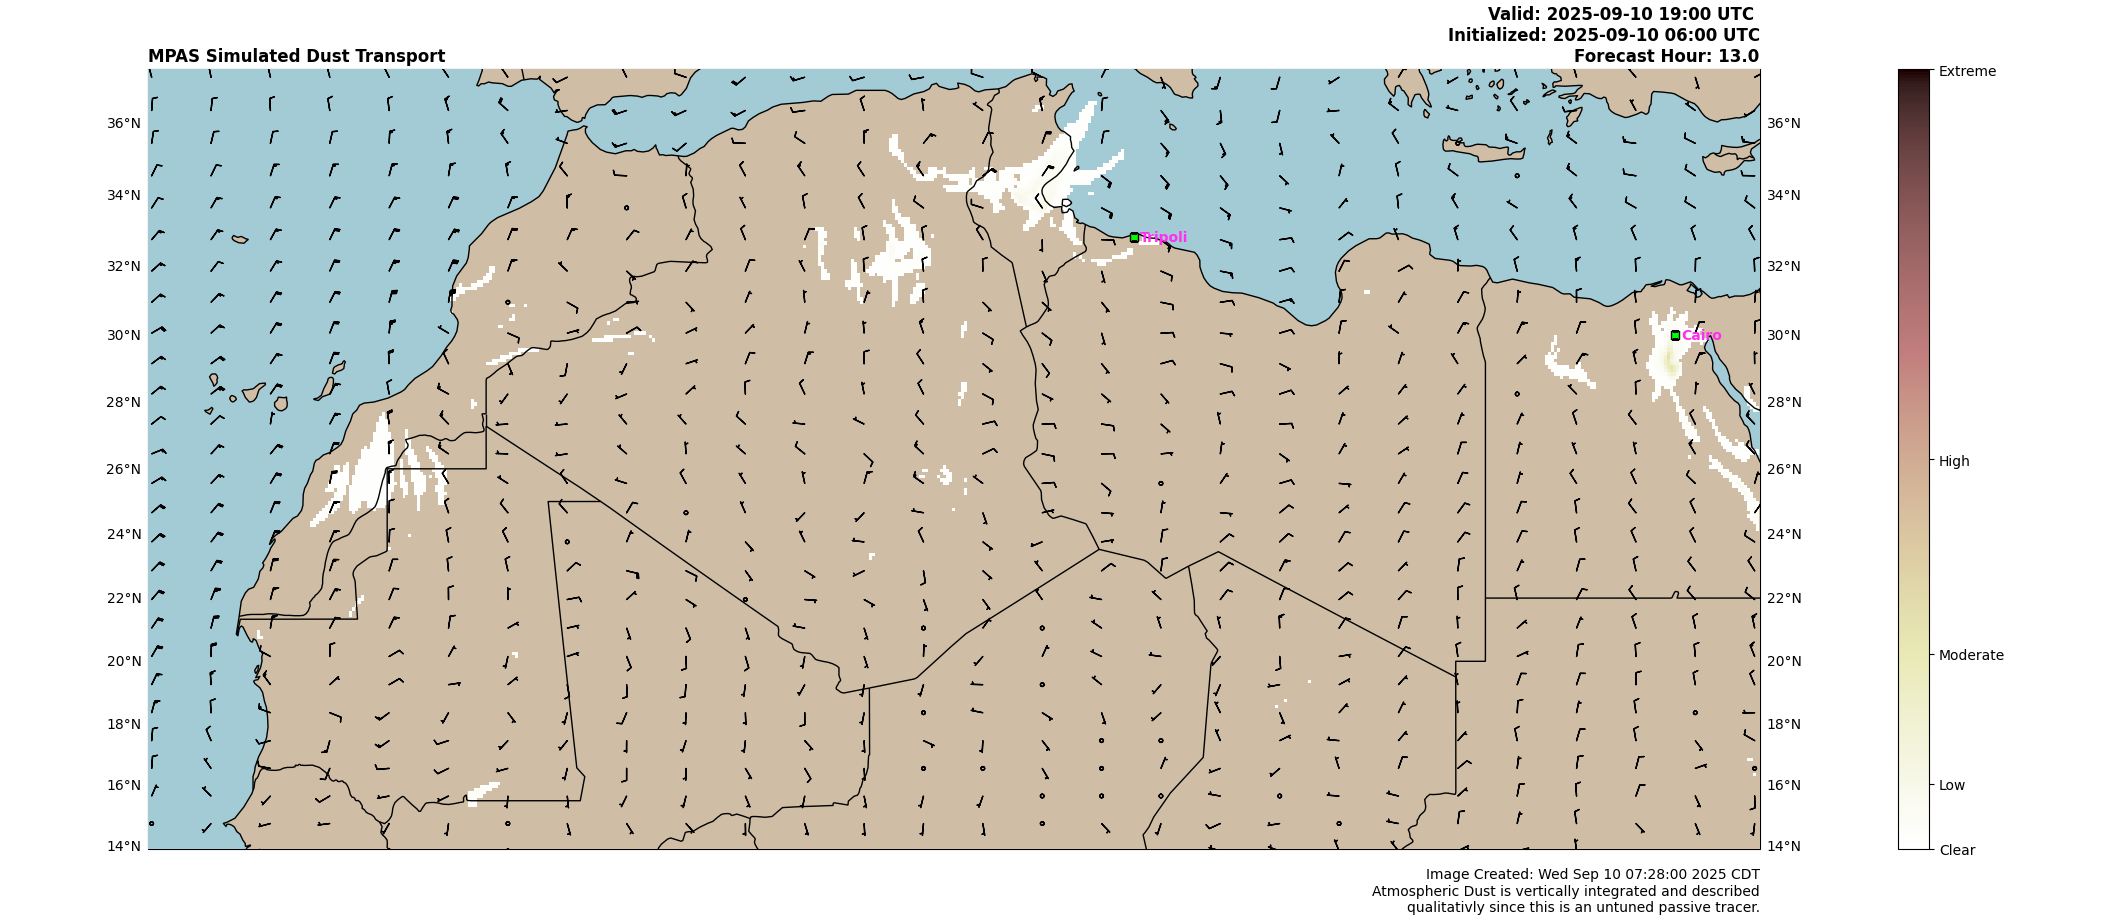 Valid: 2025-09-10 19:00 UTC
Initialized: 2025-09-10 06:00 UTC
MPAS Simulated Dust Transport
Forecast Hour: 13.0
Extreme
36°N
36°N
34°N
34°N
Tripoli
32°N
32°N
30°N
Cairo
30°N
28°N
28°N
High
26°N
26°N
24°N
24°N
22°N
22°N
Moderate
20°N
20°N
18°N
18°N
16°N
16°N
Low
14°N
14°N
Clear
Image Created: Wed Sep 10 07:28:00 2025 CDT
Atmospheric Dust is vertically integrated and described
qualitativly since this is an untuned passive tracer.